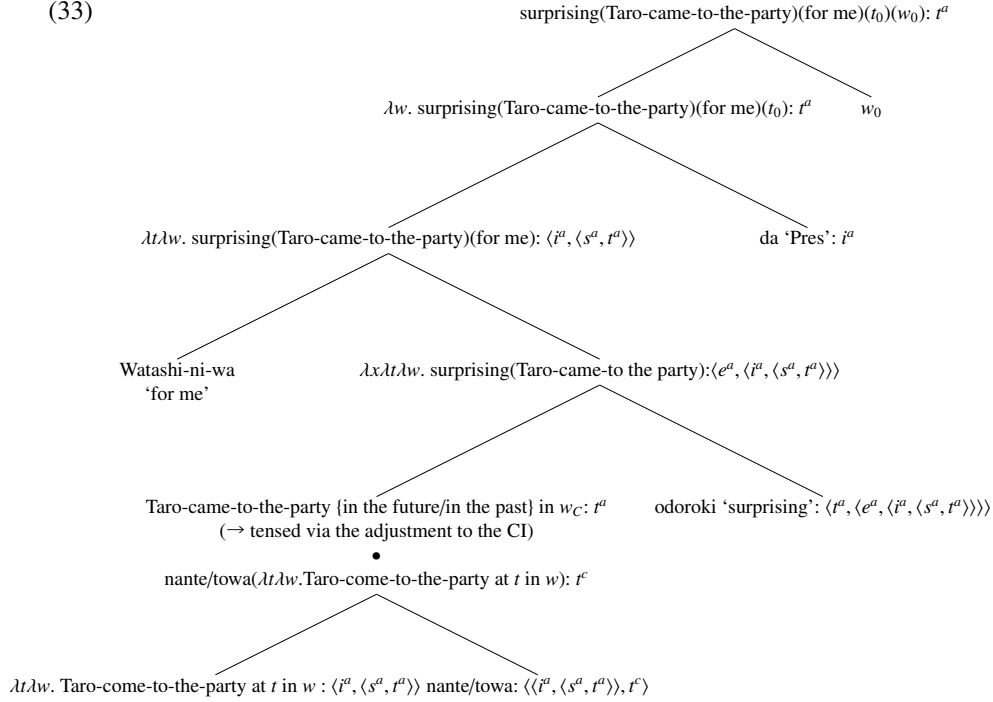 (33)
surprising(Taro-came-to-the-party)(for me)(t₀)(w₀): tᵃ
λw. surprising(Taro-came-to-the-party)(for me)(t₀): tᵃ w₀
λtλw. surprising(Taro-came-to-the-party)(for me): ⟨iᵃ, ⟨sᵃ, tᵃ⟩⟩ da ‘Pres’: iᵃ
Watashi-ni-wa λxλtλw. surprising(Taro-came-to the party):⟨eᵃ, ⟨iᵃ, ⟨sᵃ, tᵃ⟩⟩⟩
‘for me’
Taro-came-to-the-party {in the future/in the past} in w_C: tᵃ odoroki ‘surprising’: ⟨tᵃ, ⟨eᵃ, ⟨iᵃ, ⟨sᵃ, tᵃ⟩⟩⟩⟩
(→ tensed via the adjustment to the CI)
•
nante/towa(λtλw.Taro-come-to-the-party at t in w): tᶜ
λtλw. Taro-come-to-the-party at t in w : ⟨iᵃ, ⟨sᵃ, tᵃ⟩⟩ nante/towa: ⟨⟨iᵃ, ⟨sᵃ, tᵃ⟩⟩, tᶜ⟩